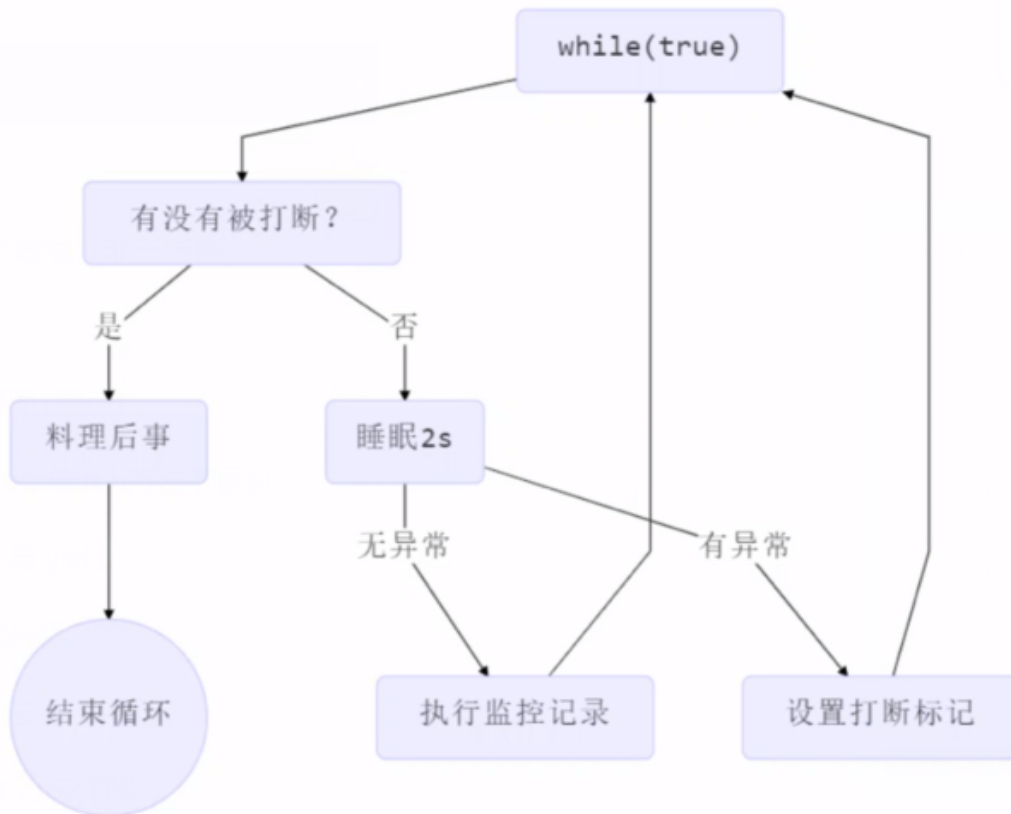 while(true)
有没有被打断?
是
否
料理后事
睡眠2s
无异常
有异常
结束循环
执行监控记录
设置打断标记